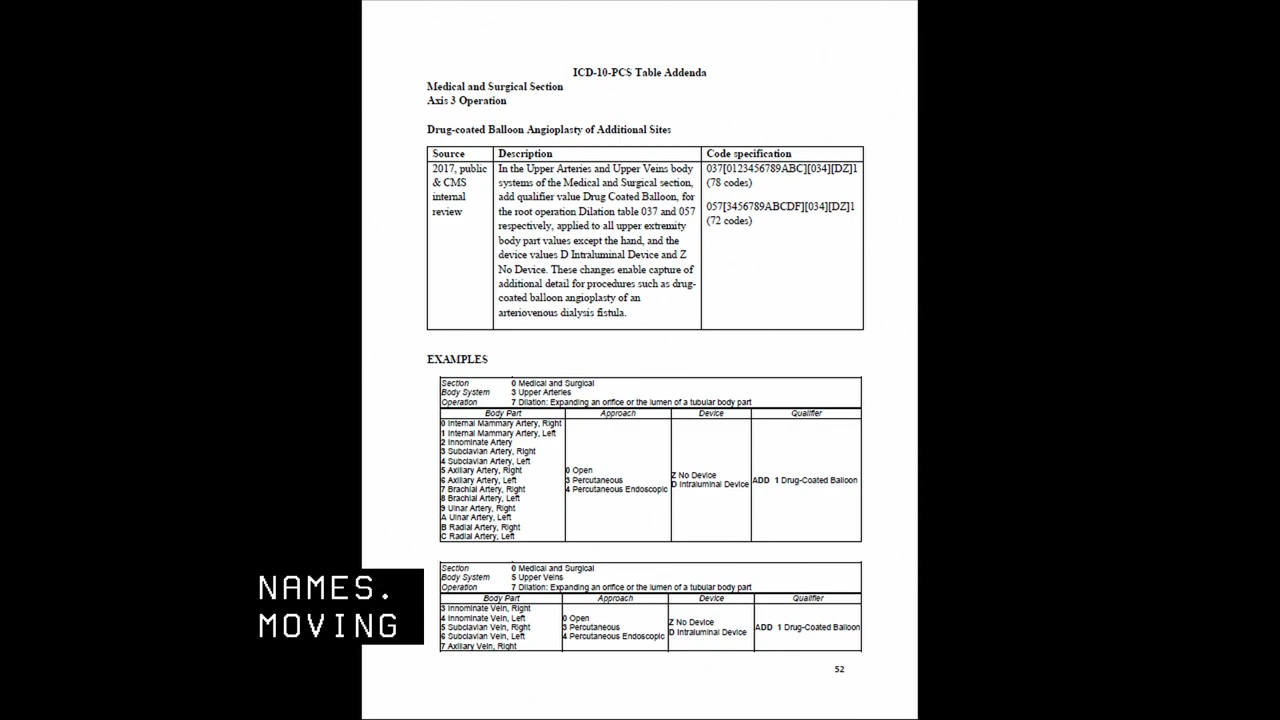 ICD-10-PCS Table Addenda
Medical and Surgical Section
Axis 3 Operation
Drug-coated Balloon Angioplasty of Additional Sites
Source Description Code specification
2017, public & CMS internal review
In the Upper Arteries and Upper Veins body
systems of the Medical and Surgical section,
add qualifier value Drug Coated Balloon, for
the root operation Dilation table 037 and 057
respectively, applied to all upper extremity
body part values except the hand, and the
device values D Intraluminal Device and Z
No Device. These changes enable capture of
additional detail for procedures such as drug-
coated balloon angioplasty of an
arteriovenous dialysis fistula.
037[0123456789ABC][034][DZ]1
(78 codes)
057[3456789ABCDF][034][DZ]1
(72 codes)
EXAMPLES
Section 0 Medical and Surgical
Body System 3 Upper Arteries
Operation 7 Dilation: Expanding an orifice or the lumen of a tubular body part
Body Part Approach Device Qualifier
0 Internal Mammary Artery, Right
1 Internal Mammary Artery, Left
2 Innominate Artery
3 Subclavian Artery, Right
4 Subclavian Artery, Left
5 Axillary Artery, Right
6 Axillary Artery, Left
7 Brachial Artery, Right
8 Brachial Artery, Left
9 Ulnar Artery, Right
A Ulnar Artery, Left
B Radial Artery, Right
C Radial Artery, Left
0 Open
3 Percutaneous
4 Percutaneous Endoscopic
Z No Device
D Intraluminal Device
ADD 1 Drug-Coated Balloon
Section 0 Medical and Surgical
Body System 5 Upper Veins
Operation 7 Dilation: Expanding an orifice or the lumen of a tubular body part
Body Part Approach Device Qualifier
3 Innominate Vein, Right
4 Innominate Vein, Left
5 Subclavian Vein, Right
6 Subclavian Vein, Left
7 Axillary Vein, Right
0 Open
3 Percutaneous
4 Percutaneous Endoscopic
Z No Device
D Intraluminal Device
ADD 1 Drug-Coated Balloon
52
NAMES.
MOVING